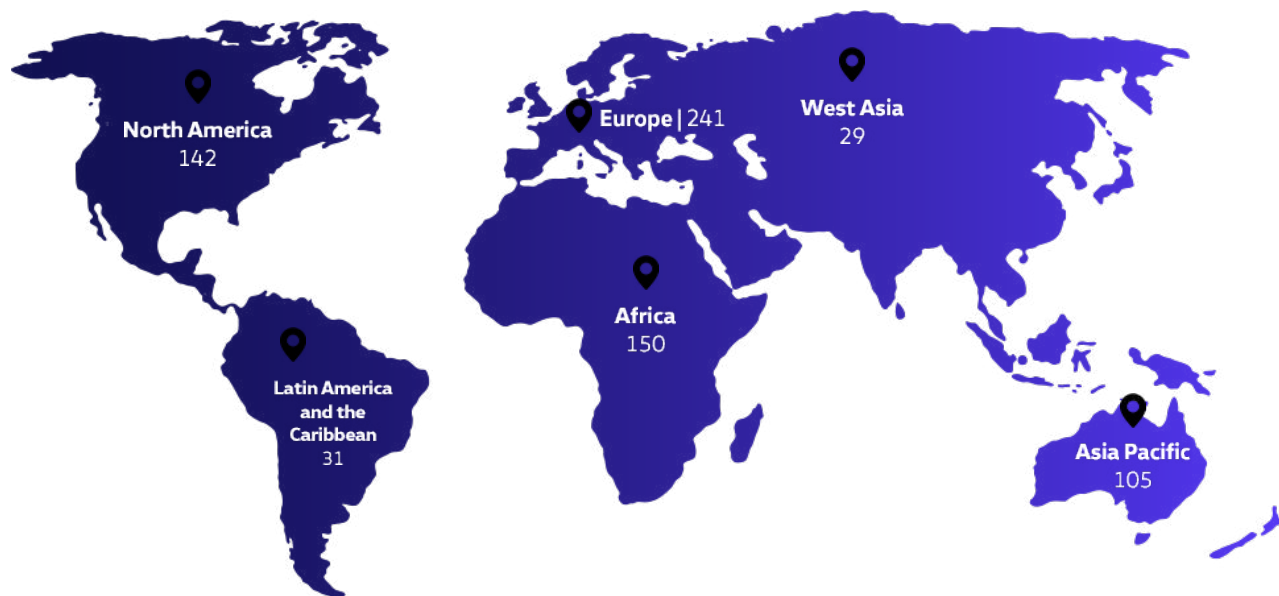 North America
142
Europe | 241
West Asia
29
Africa
150
Latin America
and the
Caribbean
31
Asia Pacific
105